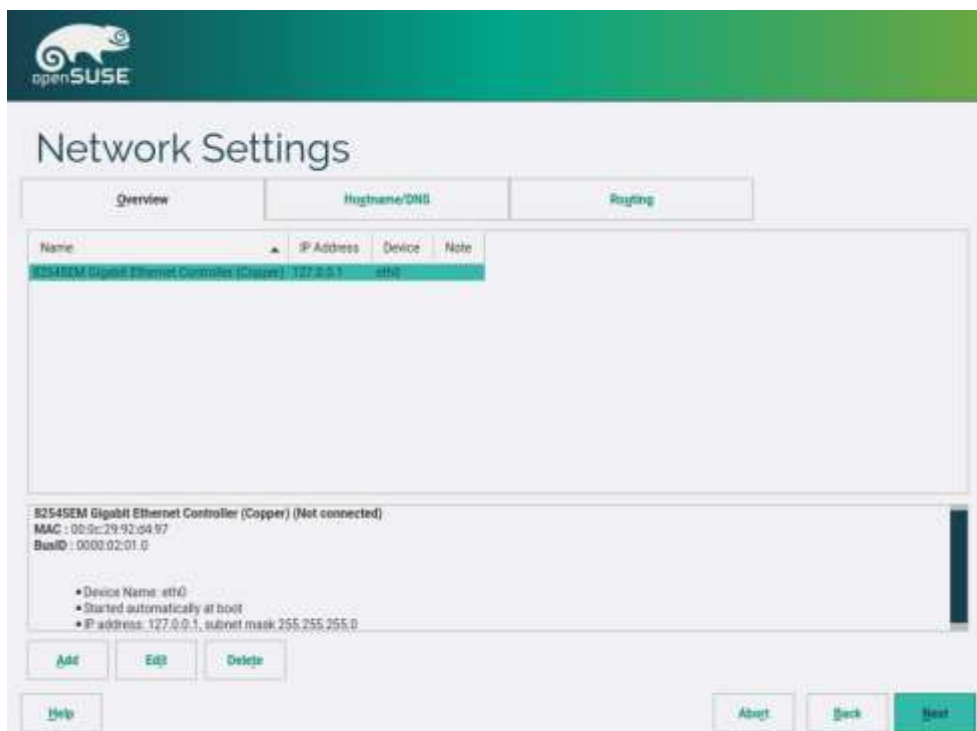 openSUSE
Network Settings
Overview Hostname/DNS Routing
Name IP Address Device Note
82545EM Gigabit Ethernet Controller (Copper) 127.0.0.1 eth0
82545EM Gigabit Ethernet Controller (Copper) (Not connected)
MAC : 00:0c:29:92:d4:97
BusID : 0000:02:01.0
• Device Name: eth0
• Started automatically at boot
• IP address: 127.0.0.1, subnet mask 255.255.255.0
Add Edit Delete
Help Abort Back Next